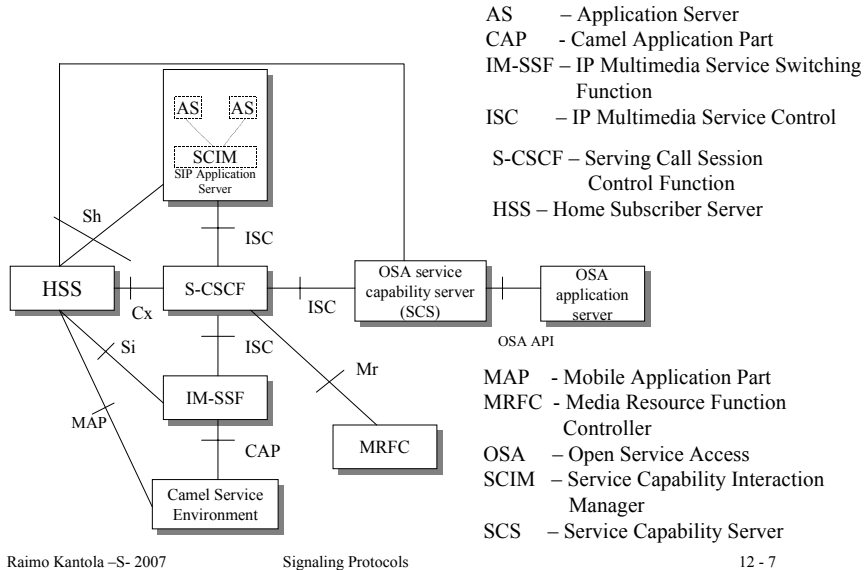 AS – Application Server
CAP - Camel Application Part
IM-SSF – IP Multimedia Service Switching
Function
ISC – IP Multimedia Service Control
S-CSCF – Serving Call Session
Control Function
HSS – Home Subscriber Server
AS AS
SCIM
SIP Application
Server
Sh
ISC
HSS
Cx
S-CSCF
ISC
OSA service
capability server
(SCS)
OSA API
OSA
application
server
Si
ISC
Mr
MAP
IM-SSF
CAP
MRFC
Camel Service
Environment
MAP - Mobile Application Part
MRFC - Media Resource Function
Controller
OSA – Open Service Access
SCIM – Service Capability Interaction
Manager
SCS – Service Capability Server
Raimo Kantola –S- 2007 Signaling Protocols 12 - 7